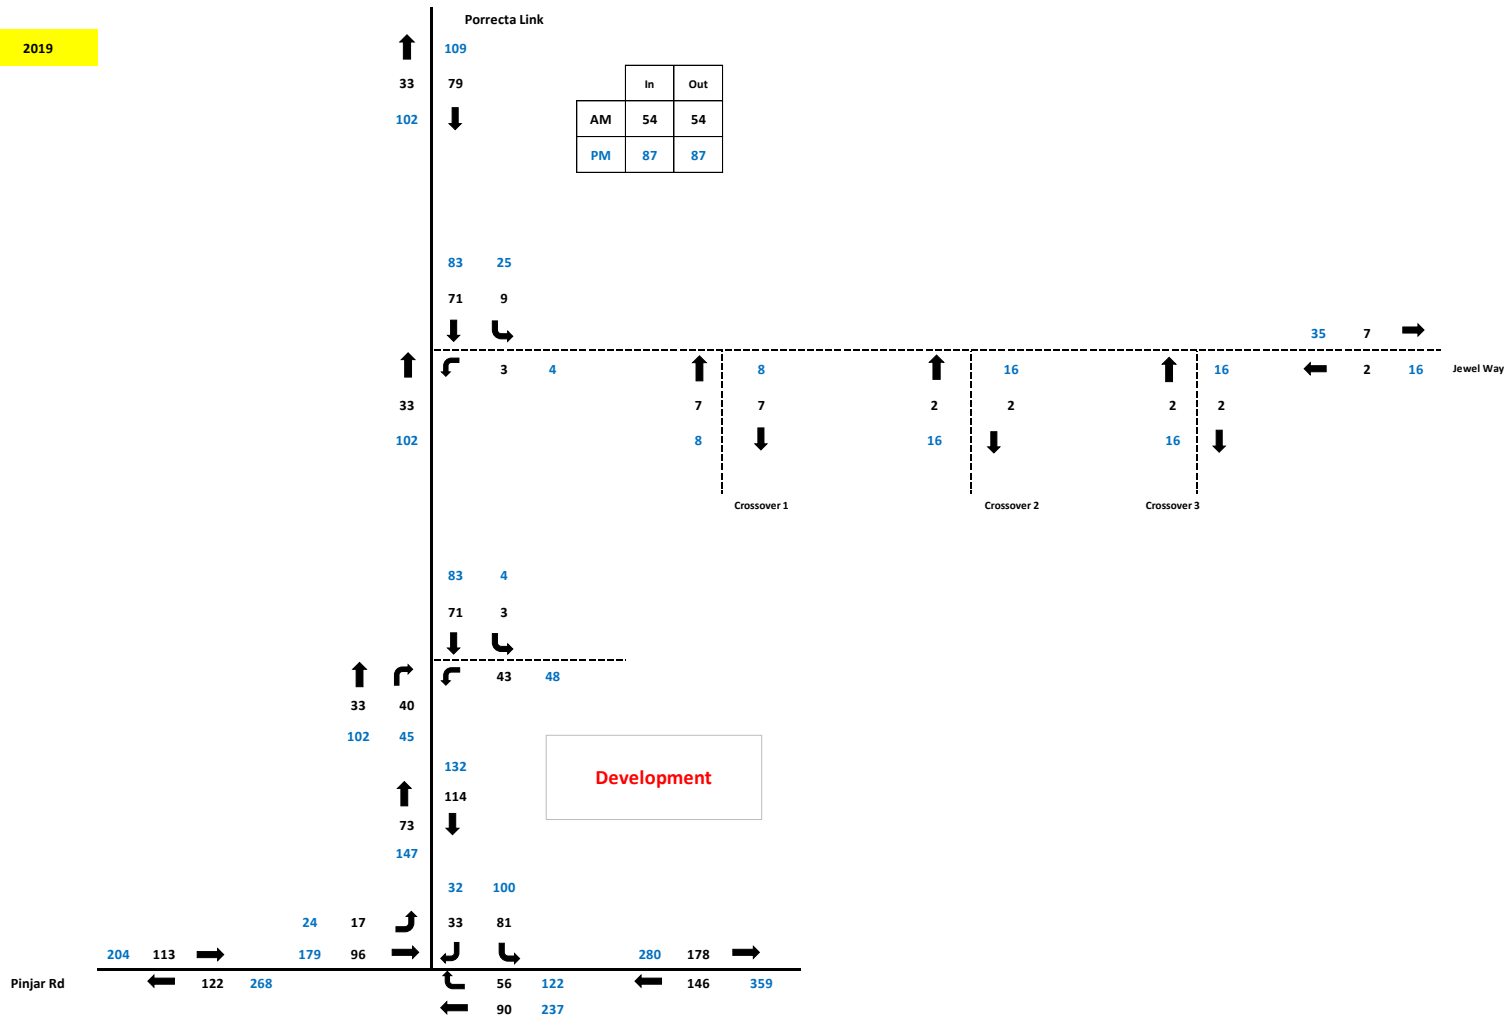 Porrecta Link
2019
109
33 79
In Out
102
AM 54 54
PM 87 87
83 25
71 9
35 7
3 4 8 16 16 2 16 Jewel Way
33 7 7 2 2 2 2
102 8 16 16
Crossover 1 Crossover 2 Crossover 3
83 4
71 3
43 48
33 40
102 45
132
Development
114
73
147
32 100
24 17 33 81
204 113 179 96 280 178
Pinjar Rd 122 268 56 122 146 359
90 237